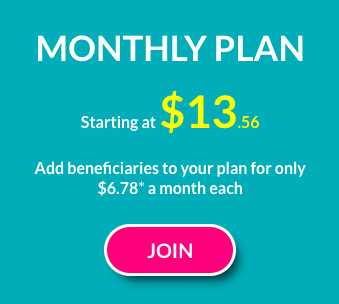 MONTHLY PLAN
Starting at $13.56
Add beneficiaries to your plan for only
$6.78* a month each
JOIN